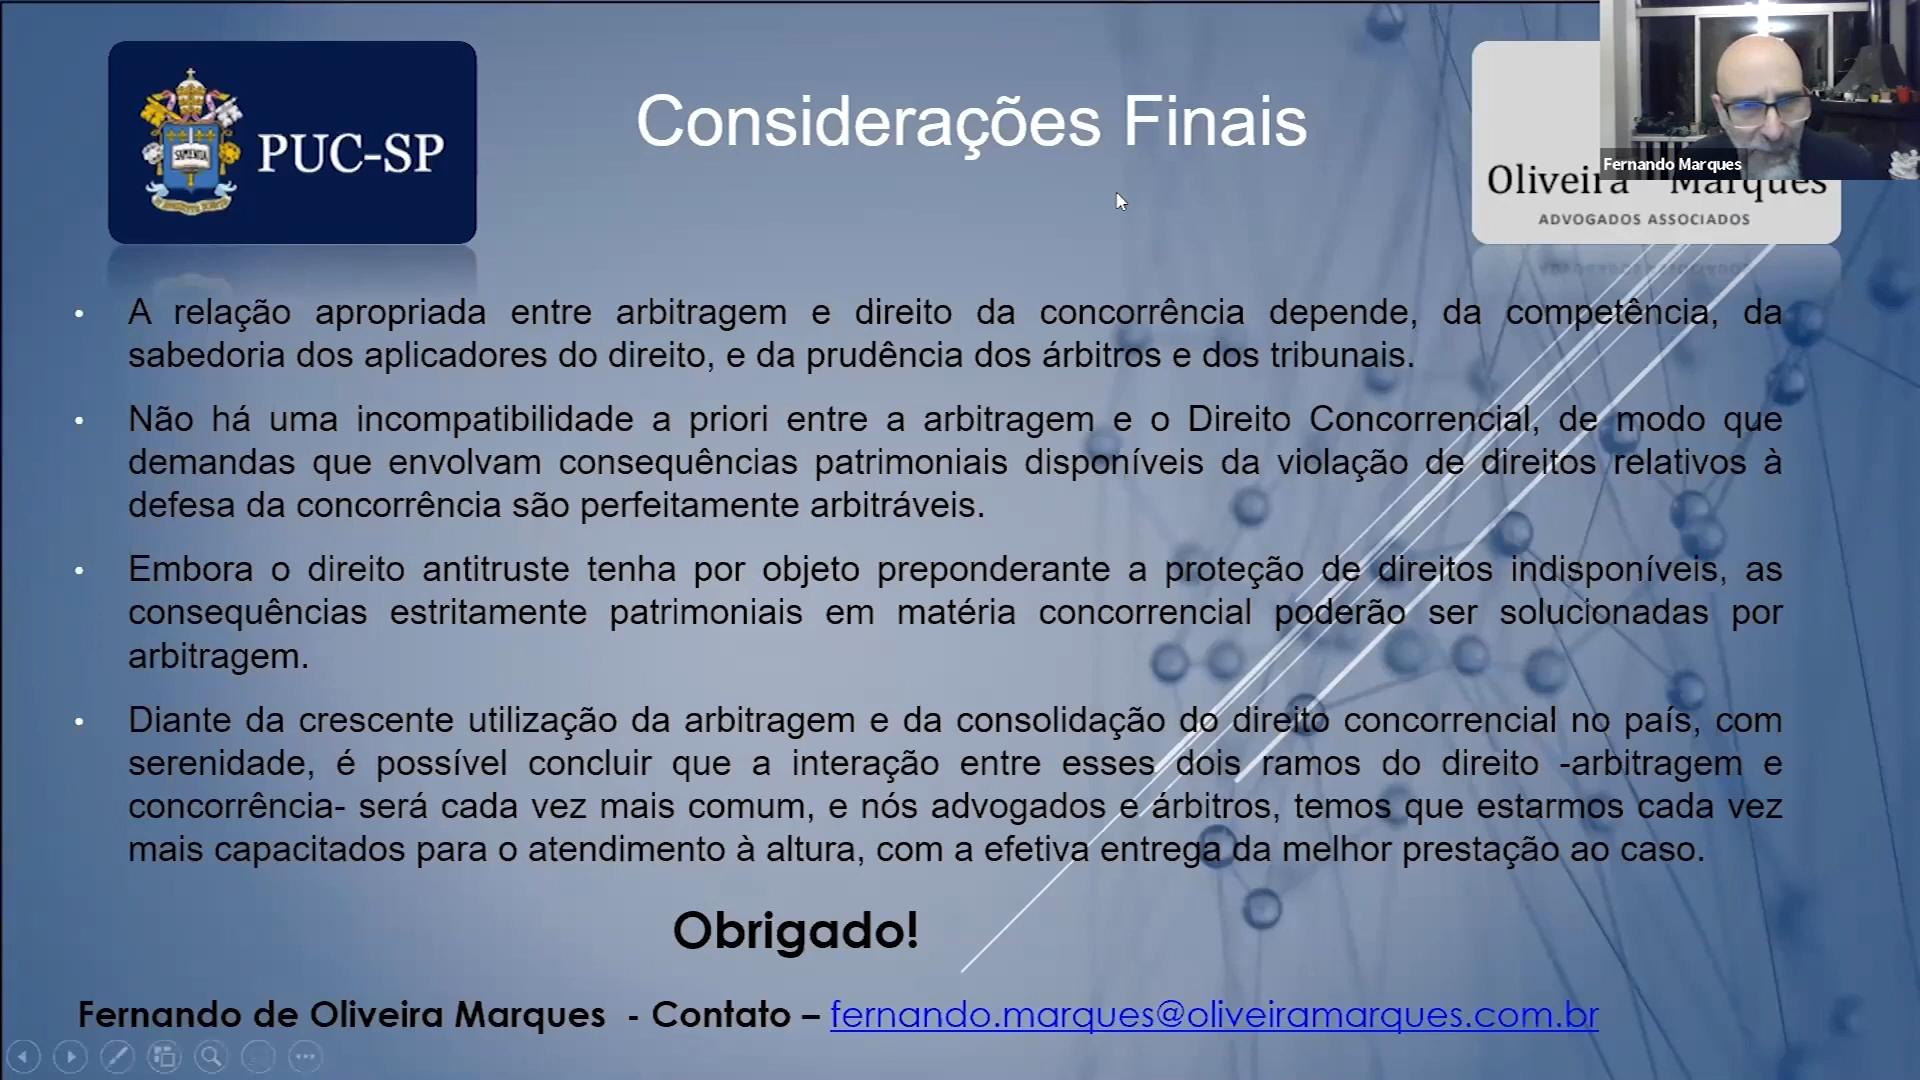 PUC-SP
SAPIENTIA
Considerações Finais
Fernando Marques
Oliveira Marques
ADVOGADOS ASSOCIADOS
• A relação apropriada entre arbitragem e direito da concorrência depende, da competência, da
sabedoria dos aplicadores do direito, e da prudência dos árbitros e dos tribunais.
• Não há uma incompatibilidade a priori entre a arbitragem e o Direito Concorrencial, de modo que
demandas que envolvam consequências patrimoniais disponíveis da violação de direitos relativos à
defesa da concorrência são perfeitamente arbitráveis.
• Embora o direito antitruste tenha por objeto preponderante a proteção de direitos indisponíveis, as
consequências estritamente patrimoniais em matéria concorrencial poderão ser solucionadas por
arbitragem.
• Diante da crescente utilização da arbitragem e da consolidação do direito concorrencial no país, com
serenidade, é possível concluir que a interação entre esses dois ramos do direito -arbitragem e
concorrência- será cada vez mais comum, e nós advogados e árbitros, temos que estarmos cada vez
mais capacitados para o atendimento à altura, com a efetiva entrega da melhor prestação ao caso.
Obrigado!
Fernando de Oliveira Marques - Contato – fernando.marques@oliveiramarques.com.br